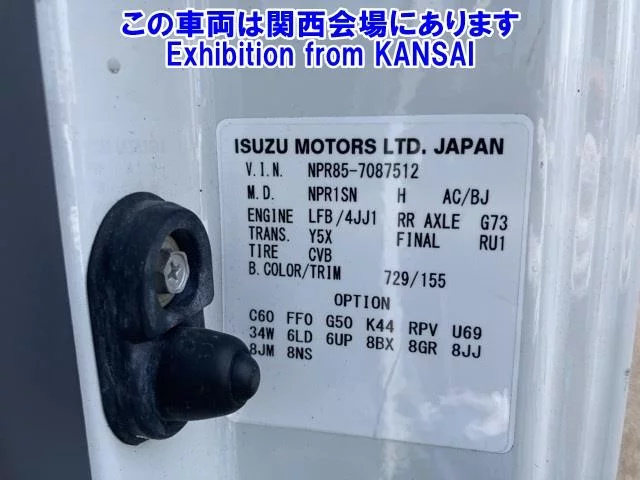 この車両は関西会場にあります
Exhibition from KANSAI
ISUZU MOTORS LTD. JAPAN
V.I.N. NPR85-7087512
M.D. NPR1SN H AC/BJ
ENGINE LFB/4JJ1 RR AXLE G73
TRANS. Y5X FINAL RU1
TIRE CVB
B.COLOR/TRIM 729/155
OPTION
C60 FF0 G50 K44 RPV U69
34W 6LD 6UP 8BX 8GR 8JJ
8JM 8NS